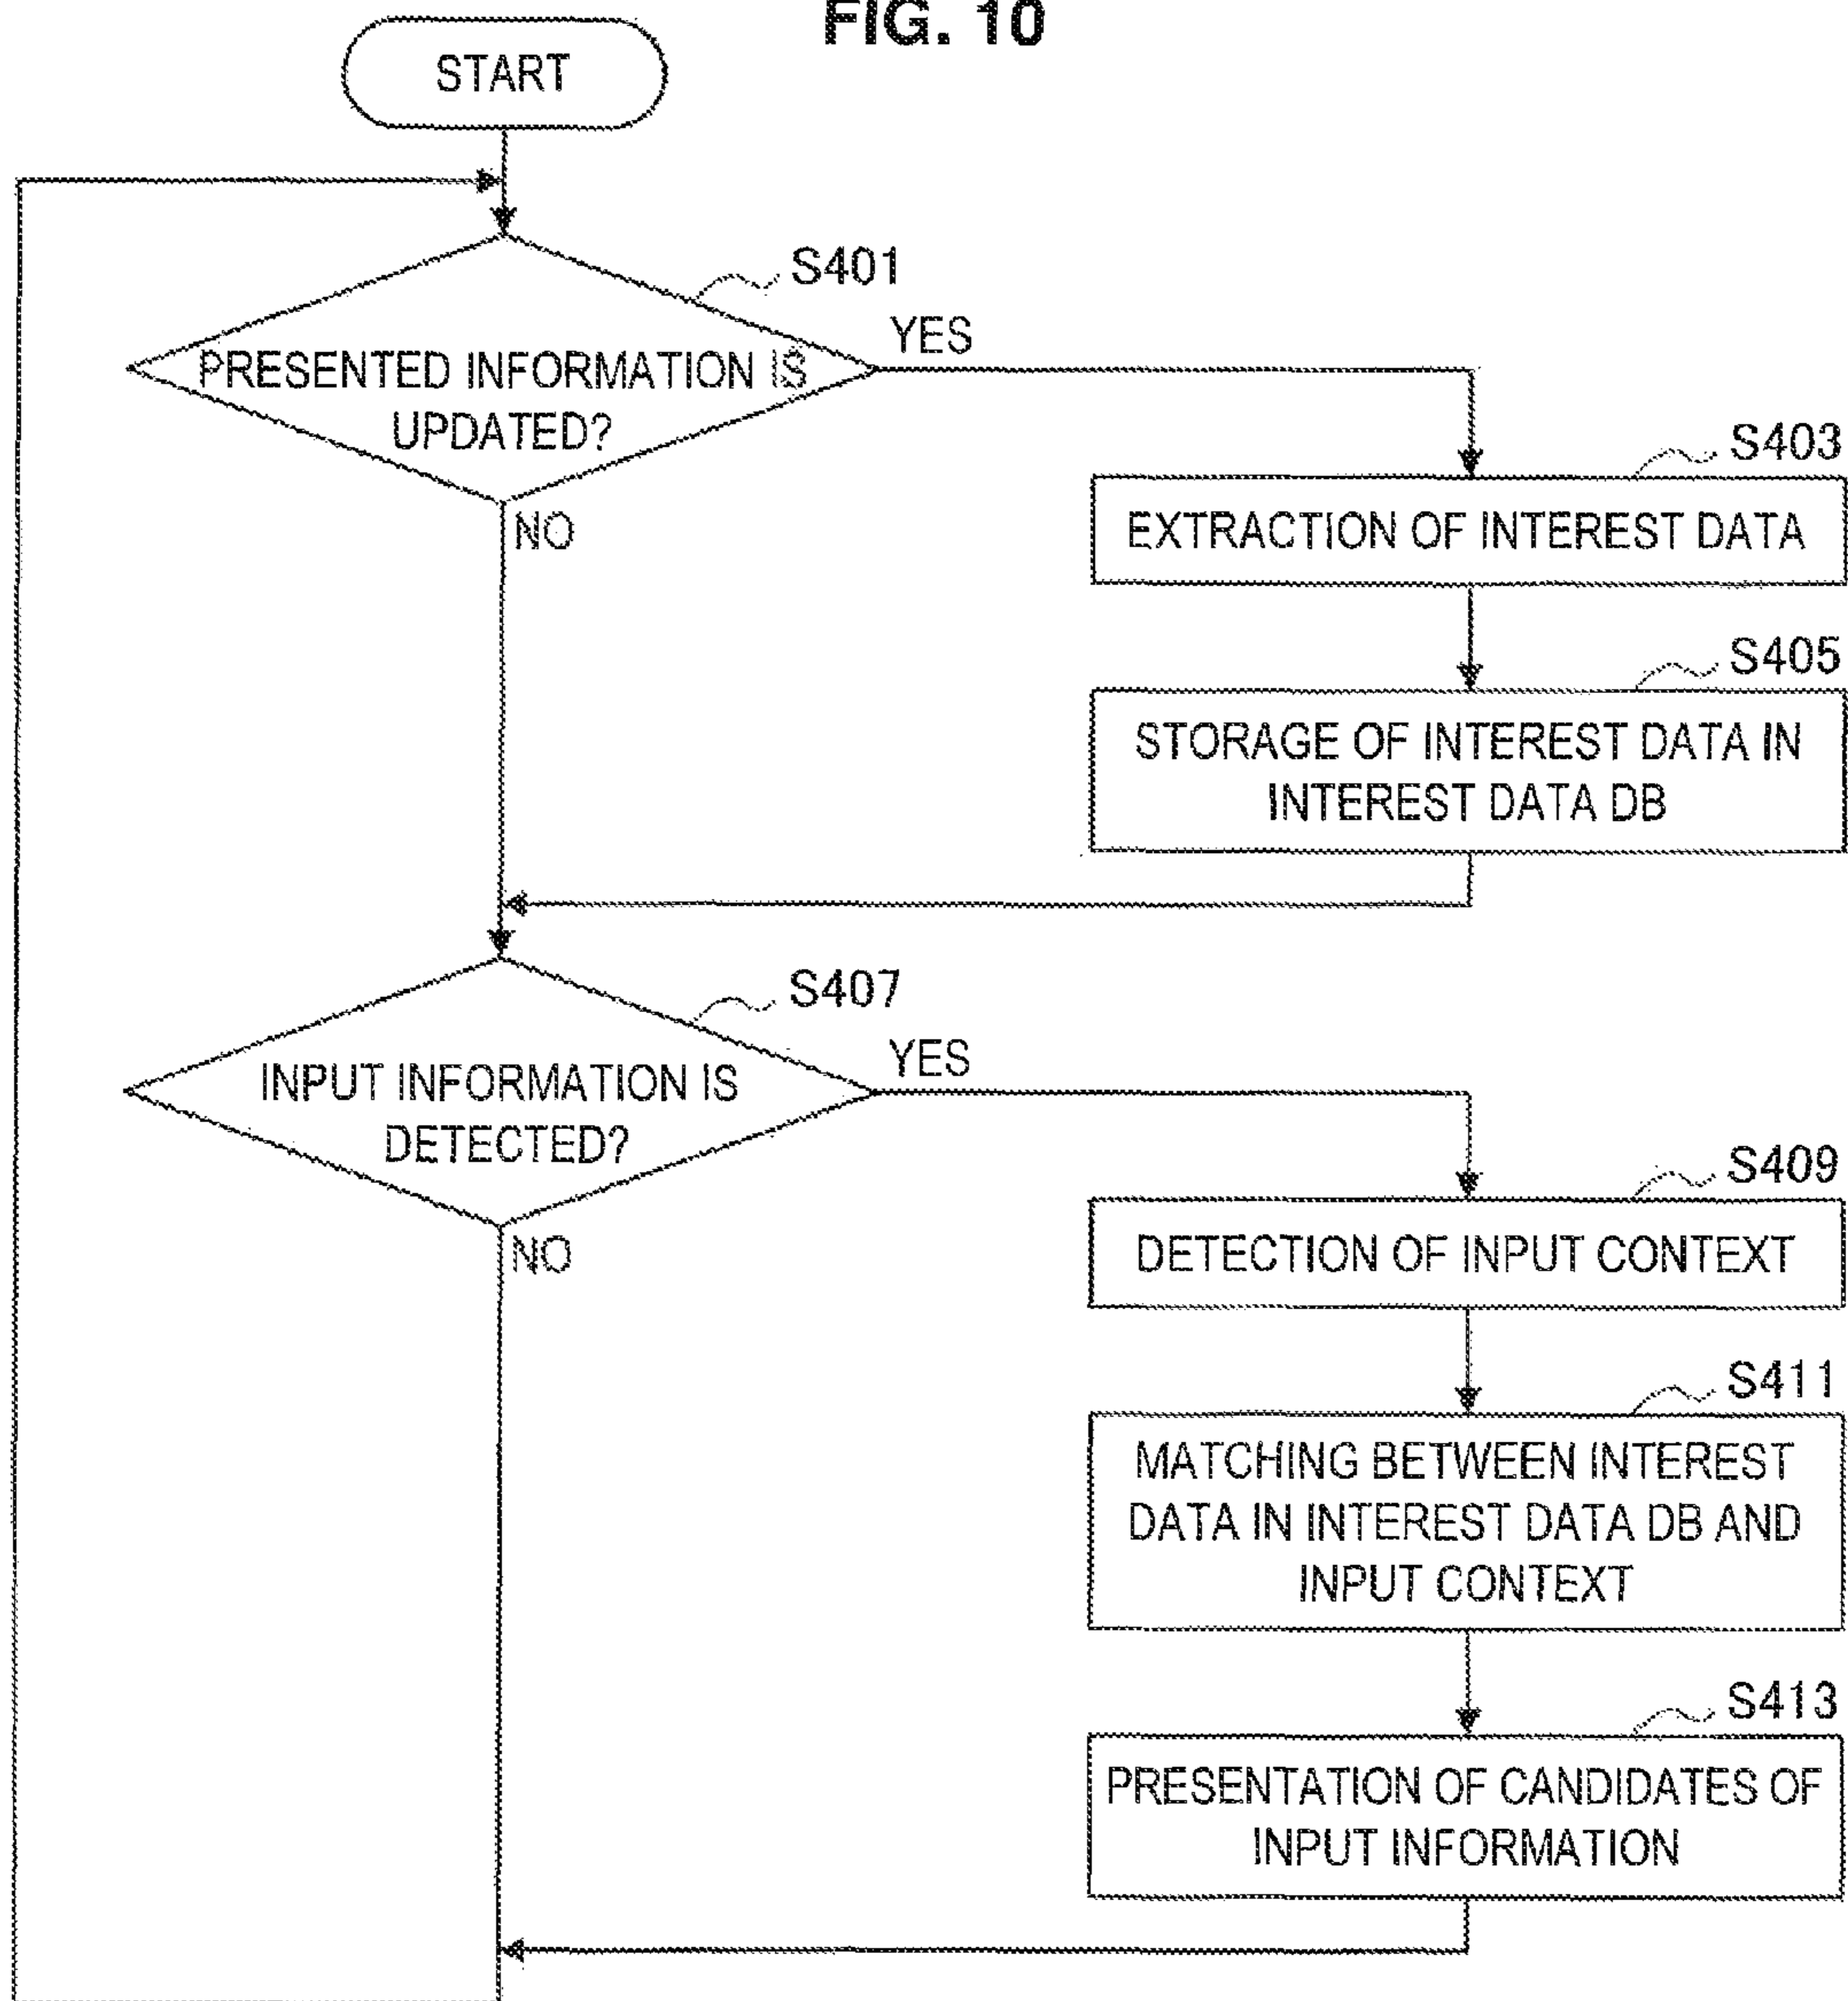 FIG. 10
START
S401
YES
PRESENTED INFORMATION IS
UPDATED?
NO
S403
EXTRACTION OF INTEREST DATA
S405
STORAGE OF INTEREST DATA IN
INTEREST DATA DB
S407
YES
INPUT INFORMATION IS
DETECTED?
NO
S409
DETECTION OF INPUT CONTEXT
S411
MATCHING BETWEEN INTEREST
DATA IN INTEREST DATA DB AND
INPUT CONTEXT
S413
PRESENTATION OF CANDIDATES OF
INPUT INFORMATION